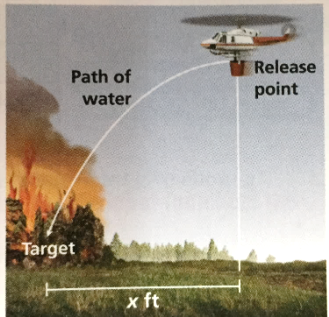 Path of
water
Release
point
Target
x ft